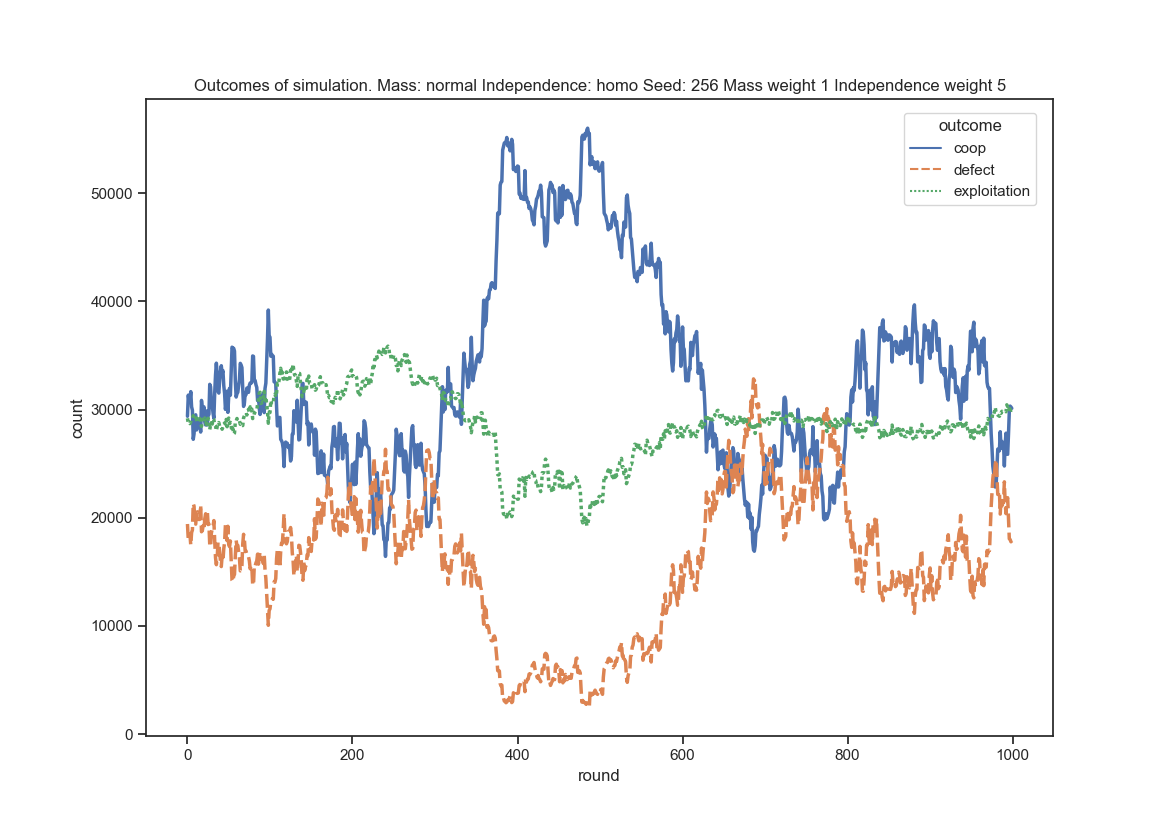 Outcomes of simulation. Mass: normal Independence: homo Seed: 256 Mass weight 1 Independence weight 5
outcome
coop
defect
exploitation
count
50000
40000
30000
20000
10000
0
0 200 400 600 800 1000
round